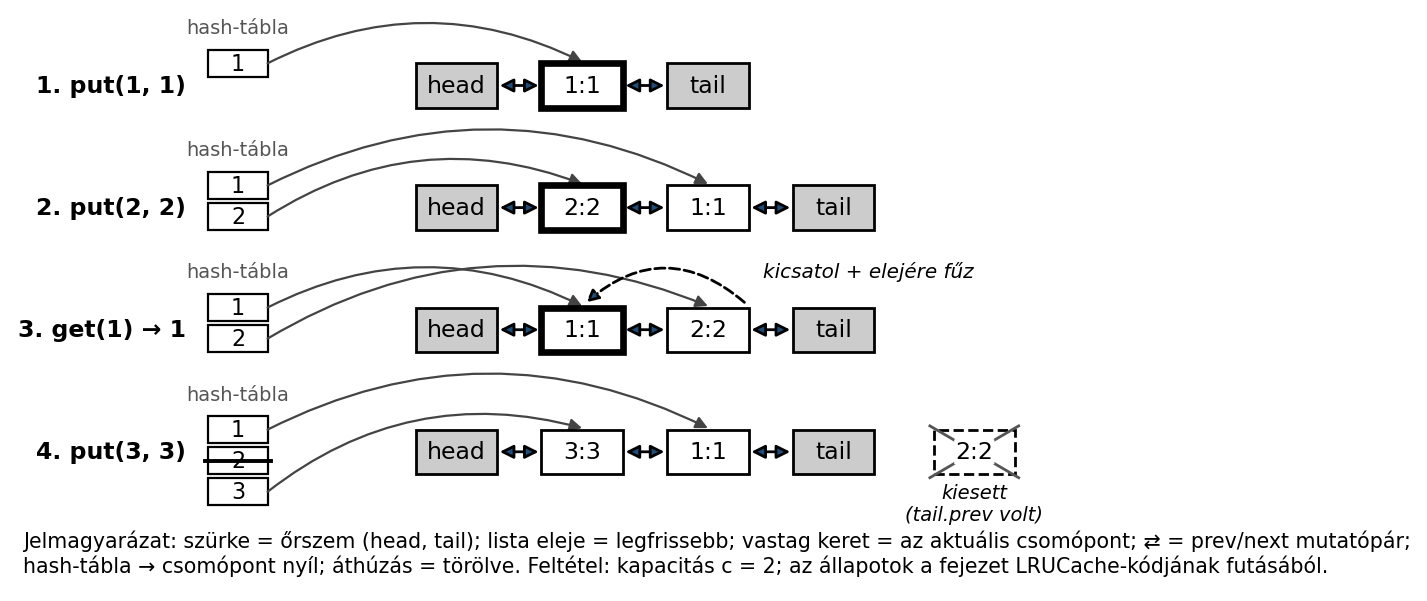 hash-tábla
1
1. put(1, 1)
head
1:1
tail
hash-tábla
1
2
2. put(2, 2)
head
2:2
1:1
tail
hash-tábla
kicsatol + elejére fűz
1
2
3. get(1) → 1
head
1:1
2:2
tail
hash-tábla
1
2
3
4. put(3, 3)
head
3:3
1:1
tail
2:2
kiesett
(tail.prev volt)
Jelmagyarázat: szürke = őrszem (head, tail); lista eleje = legfrissebb; vastag keret = az aktuális csomópont; ⇄ = prev/next mutatópár;
hash-tábla → csomópont nyíl; áthúzás = törölve. Feltétel: kapacitás c = 2; az állapotok a fejezet LRUCache-kódjának futásából.